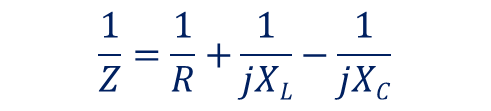 1/Z = 1/R + 1/jX_L − 1/jX_C